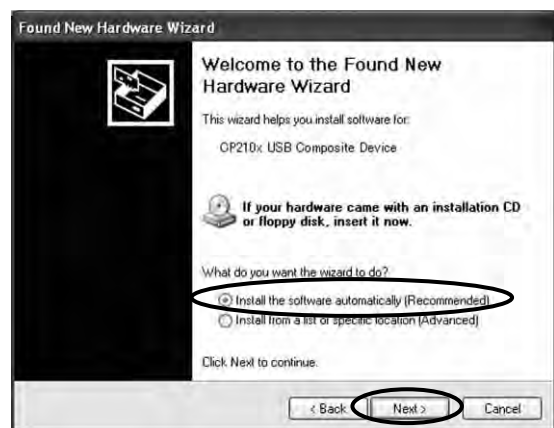 Found New Hardware Wizard
Welcome to the Found New
Hardware Wizard
This wizard helps you install software for:
CP210x USB Composite Device
If your hardware came with an installation CD
or floppy disk, insert it now.
What do you want the wizard to do?
Install the software automatically (Recommended)
Install from a list or specific location (Advanced)
Click Next to continue.
< Back
Next >
Cancel